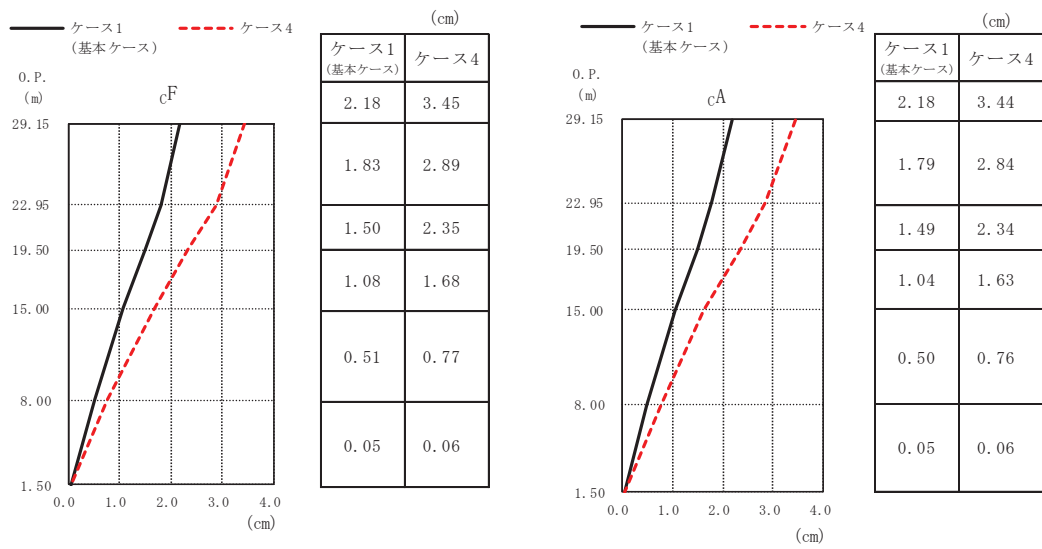 ケース1
(基本ケース)
ケース4
(cm)
O.P.
(m)
cF
29.15
22.95
19.50
15.00
8.00
1.50
0.0 1.0 2.0 3.0 4.0
(cm)
ケース1
(基本ケース)
ケース4
2.18 3.45
1.83 2.89
1.50 2.35
1.08 1.68
0.51 0.77
0.05 0.06
ケース1
(基本ケース)
ケース4
(cm)
O.P.
(m)
cA
29.15
22.95
19.50
15.00
8.00
1.50
0.0 1.0 2.0 3.0 4.0
(cm)
ケース1
(基本ケース)
ケース4
2.18 3.44
1.79 2.84
1.49 2.34
1.04 1.63
0.50 0.76
0.05 0.06